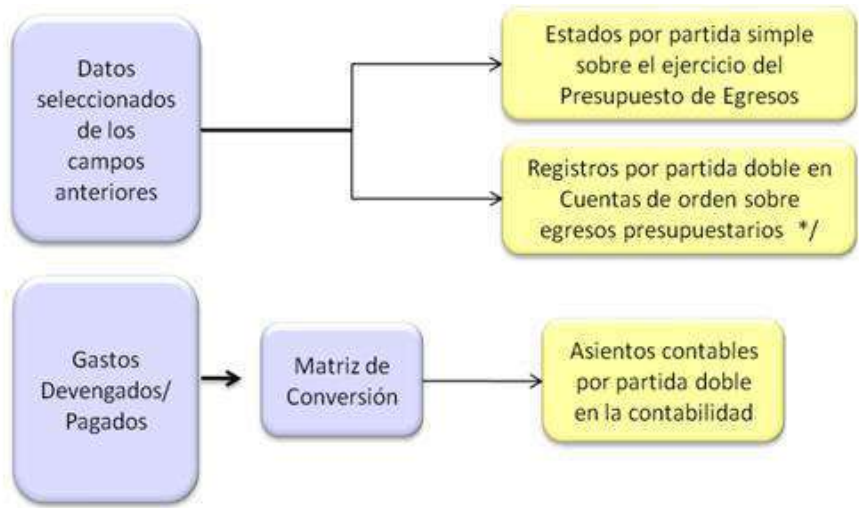 Datos
seleccionados
de los
campos
anteriores
Estados por partida simple
sobre el ejercicio del
Presupuesto de Egresos
Registros por partida doble en
Cuentas de orden sobre
egresos presupuestarios */
Gastos
Devengados/
Pagados
Matriz de
Conversión
Asientos contables
por partida doble
en la contabilidad